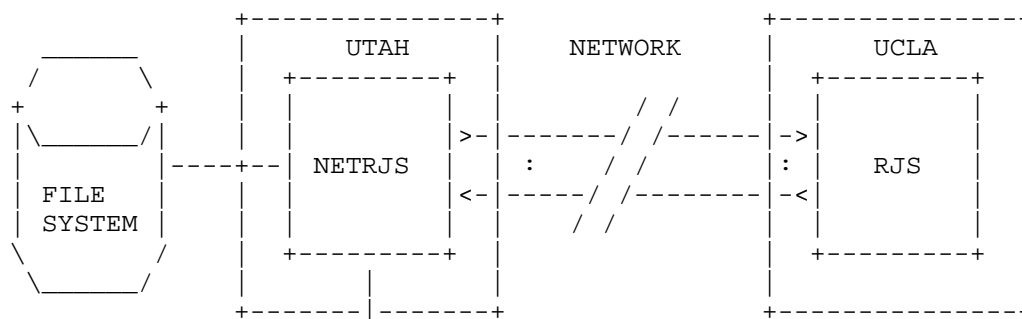 UTAH NETWORK UCLA
NETRJS : : RJS
FILE
SYSTEM